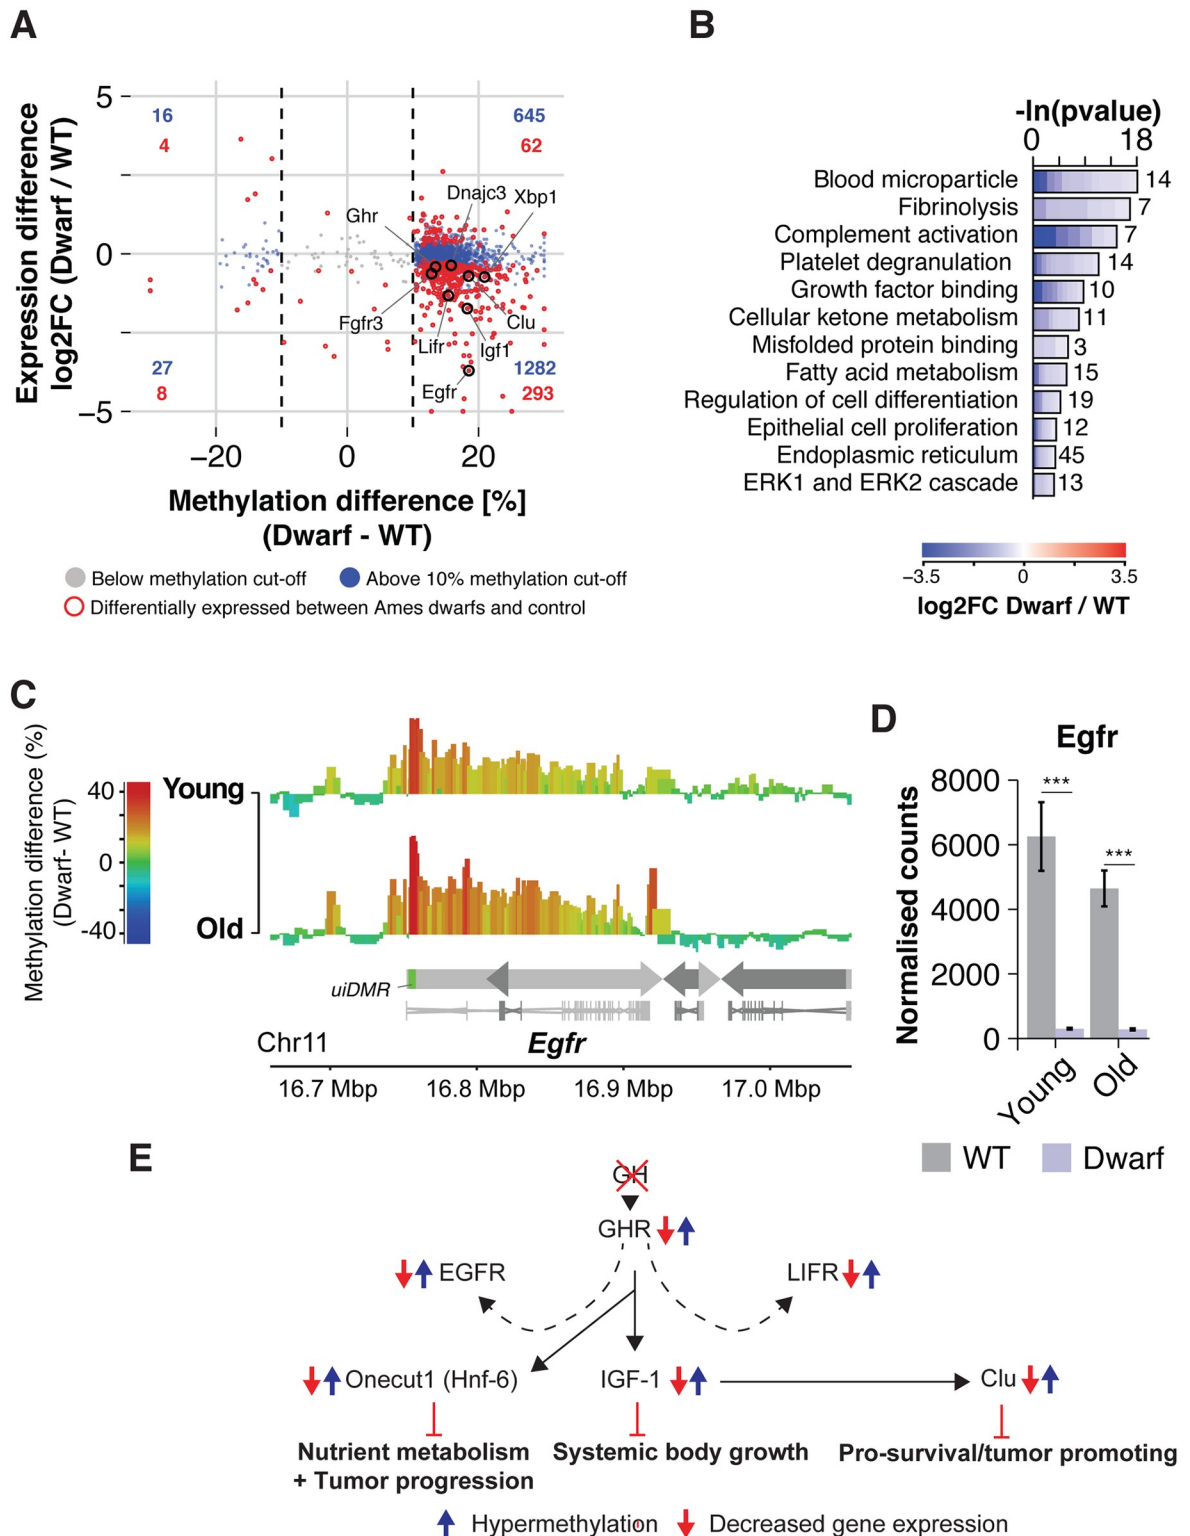 A
Expression difference
log2FC (Dwarf / WT)
5
0
−5
16
4
645
62
27
8
1282
293
Ghr
Dnajc3
Xbp1
Fgfr3
Lifr
Igf1
Clu
Egfr
−20
0
20
Methylation difference [%]
(Dwarf - WT)
Below methylation cut-off
Above 10% methylation cut-off
Differentially expressed between Ames dwarfs and control
B
-ln(pvalue)
0 18
Blood microparticle 14
Fibrinolysis 7
Complement activation 7
Platelet degranulation 14
Growth factor binding 10
Cellular ketone metabolism 11
Misfolded protein binding 3
Fatty acid metabolism 15
Regulation of cell differentiation 19
Epithelial cell proliferation 12
Endoplasmic reticulum 45
ERK1 and ERK2 cascade 13
−3.5 0 3.5
log2FC Dwarf / WT
C
Methylation difference (%)
(Dwarf- WT)
40
0
-40
Young
Old
uiDMR
Chr11
Egfr
16.7 Mbp 16.8 Mbp 16.9 Mbp 17.0 Mbp
D
Egfr
Normalised counts
8000
6000
4000
2000
0
***
***
Young
Old
WT Dwarf
E
GH
GHR
EGFR
LIFR
Onecut1 (Hnf-6)
IGF-1
Clu
Nutrient metabolism
+ Tumor progression
Systemic body growth
Pro-survival/tumor promoting
Hypermethylation
Decreased gene expression